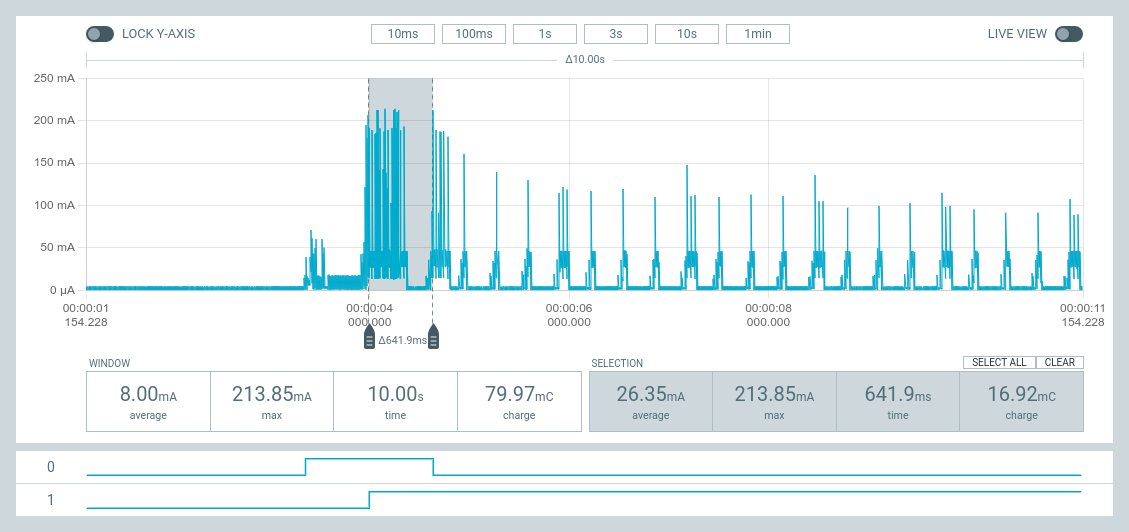 LOCK Y-AXIS 10ms 100ms 1s 3s 10s 1min LIVE VIEW
Δ10.00s
250 mA
200 mA
150 mA
100 mA
50 mA
0 µA
00:00:01 00:00:04 00:00:06 00:00:08 00:00:11
154.228 000.000 000.000 000.000 154.228
Δ641.9ms
WINDOW SELECTION SELECT ALL CLEAR
8.00mA 213.85mA 10.00s 79.97mC 26.35mA 213.85mA 641.9ms 16.92mC
average max time charge average max time charge
0
1